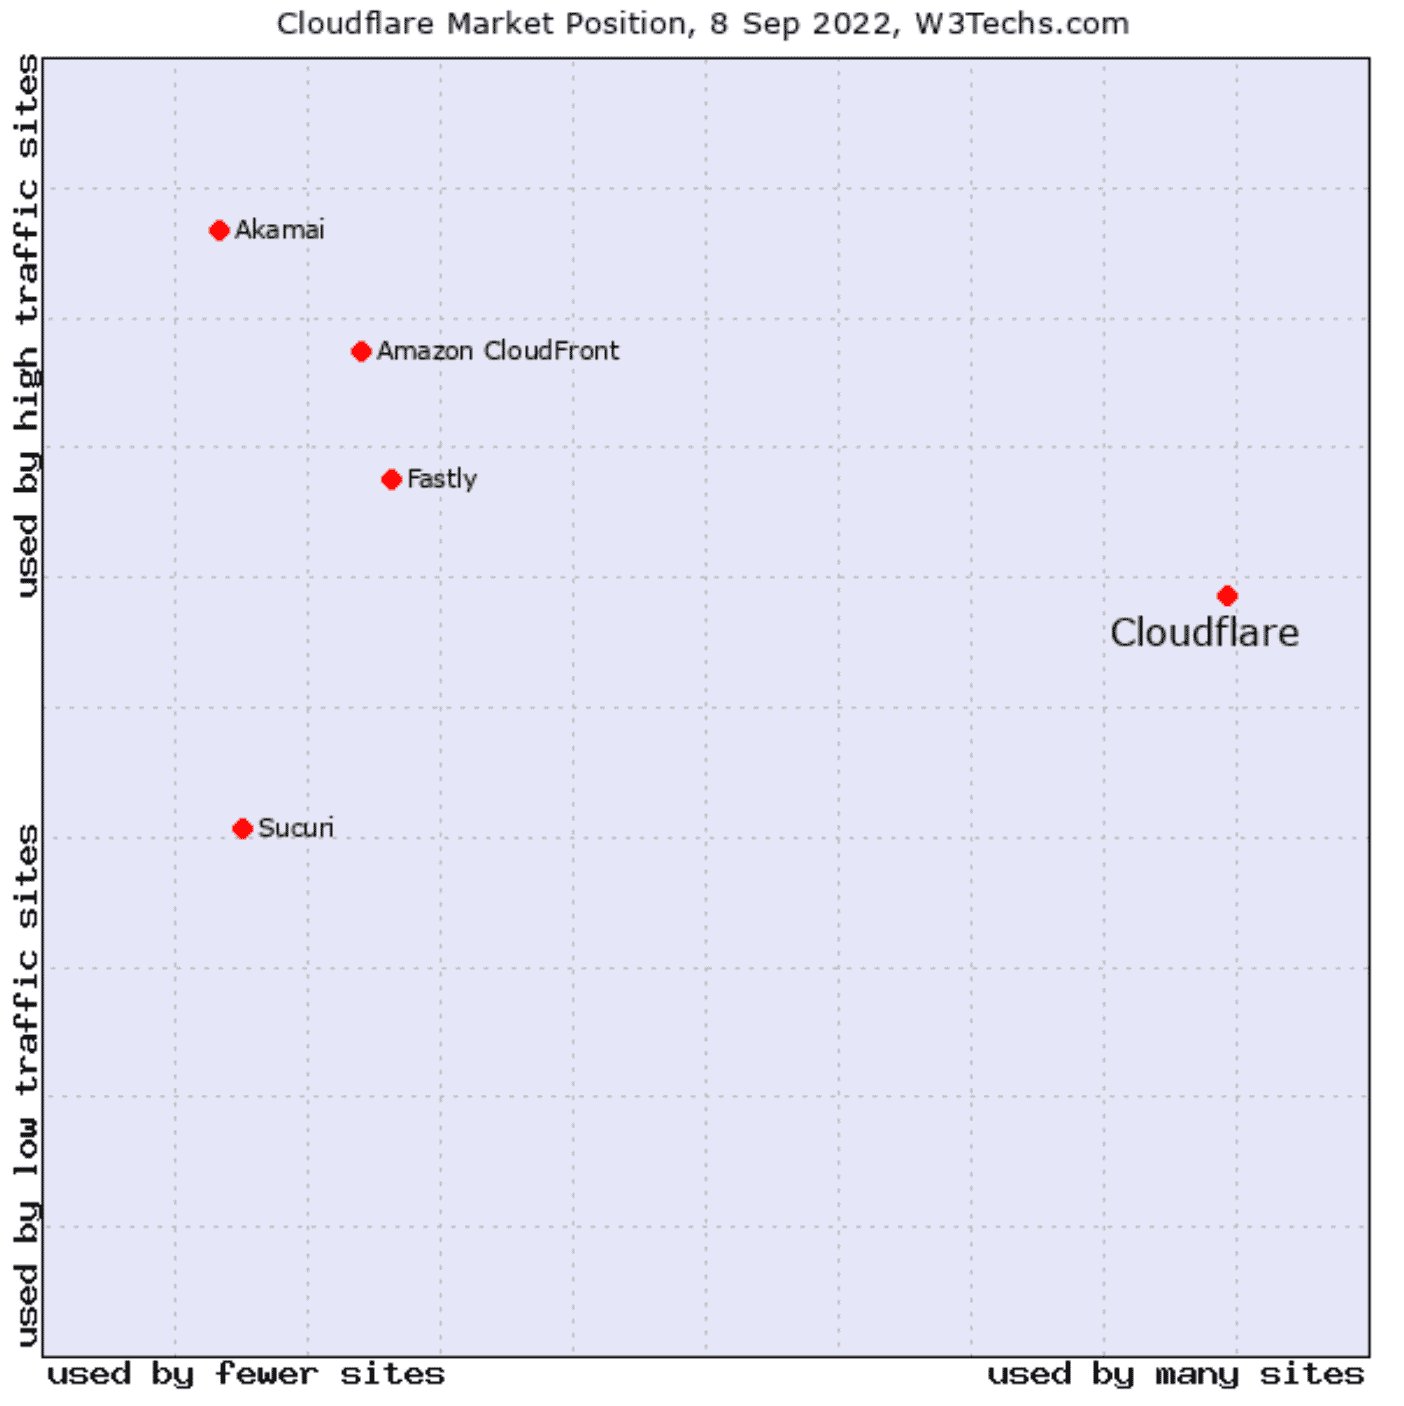 Cloudflare Market Position, 8 Sep 2022, W3Techs.com
used by high traffic sites
Akamai
Amazon CloudFront
Fastly
Cloudflare
Sucuri
used by low traffic sites
used by fewer sites
used by many sites